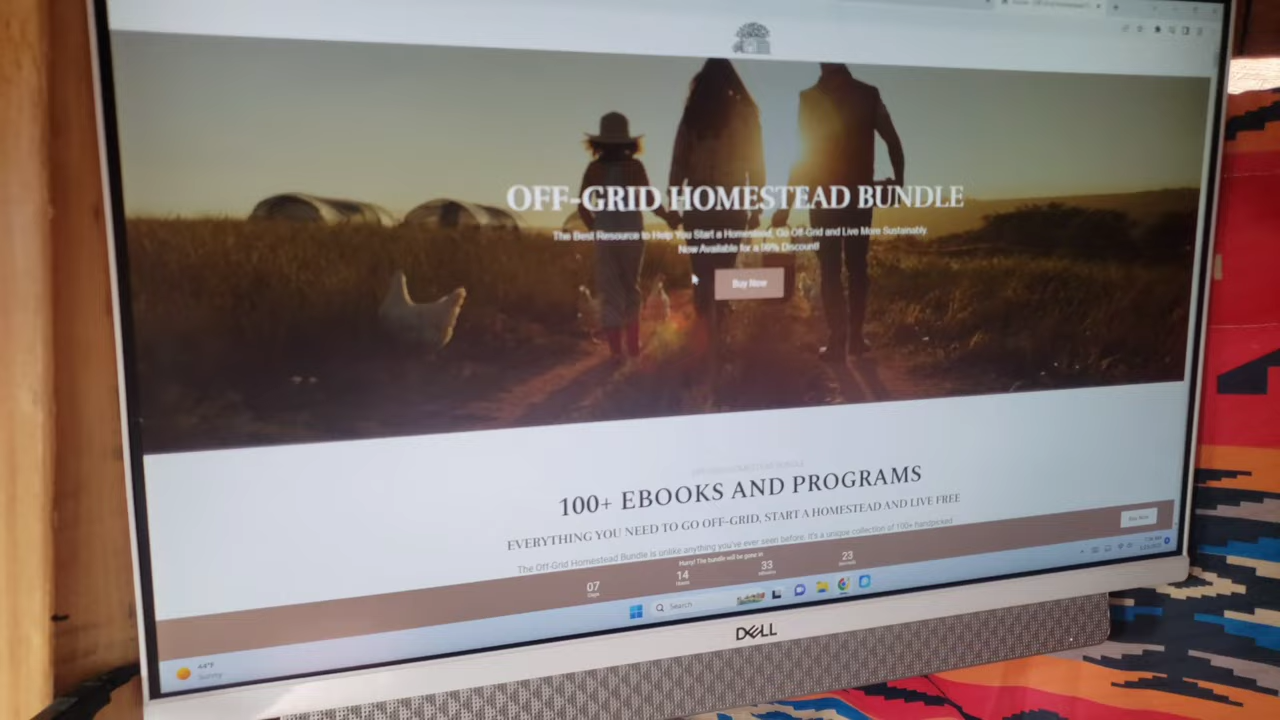 OFF-GRID HOMESTEAD BUNDLE
The Best Resource to Help You Start a Homestead, Go Off-Grid and Live More Sustainably.
Now Available for a 99% Discount!
Buy Now
100+ EBOOKS AND PROGRAMS
EVERYTHING YOU NEED TO GO OFF-GRID, START A HOMESTEAD AND LIVE FREE
The Off-Grid Homestead Bundle is unlike anything you've ever seen before. It's a unique collection of 100+ handpicked
Hurry! The bundle will be gone in
07 14 33 23
Days Hours Minutes Seconds
Buy Now
Search
44°F
Sunny
DELL